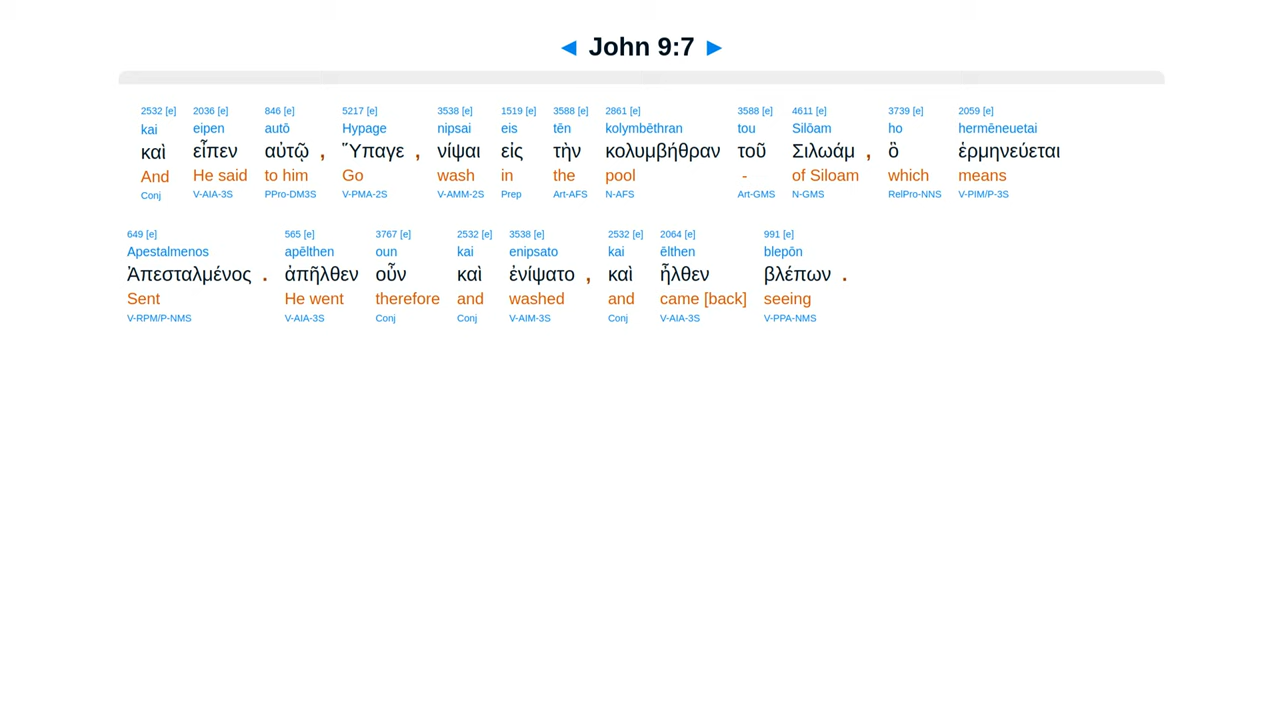 ◄ John 9:7 ►
2532 [e] 2036 [e] 846 [e] 5217 [e] 3538 [e] 1519 [e] 3588 [e] 2861 [e] 3588 [e] 4611 [e] 3739 [e] 2059 [e]
kai eipen autō Hypage nipsai eis tēn kolymbēthran tou Silōam ho hermēneuetai
καὶ εἶπεν αὐτῷ , Ὕπαγε , νίψαι εἰς τὴν κολυμβήθραν τοῦ Σιλωάμ , ὃ ἑρμηνεύεται
And He said to him Go wash in the pool - of Siloam which means
Conj V-AIA-3S PPro-DM3S V-PMA-2S V-AMM-2S Prep Art-AFS N-AFS Art-GMS N-GMS RelPro-NNS V-PIM/P-3S
649 [e] 565 [e] 3767 [e] 2532 [e] 3538 [e] 2532 [e] 2064 [e] 991 [e]
Apestalmenos apēlthen oun kai enipsato kai ēlthen blepōn
Ἀπεσταλμένος . ἀπῆλθεν οὖν καὶ ἐνίψατο , καὶ ἦλθεν βλέπων .
Sent He went therefore and washed and came [back] seeing
V-RPM/P-NMS V-AIA-3S Conj Conj V-AIM-3S Conj V-AIA-3S V-PPA-NMS